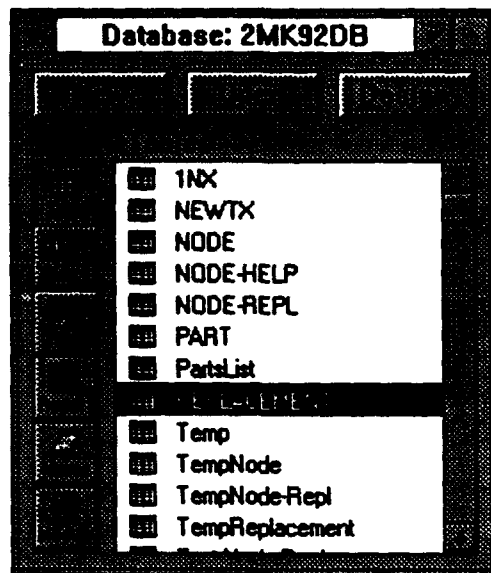 Database: 2MK92DB
1NX
NEWTX
NODE
NODE-HELP
NODE-REPL
PART
PartsList
Temp
TempNode
TempNode-Repl
TempReplacement